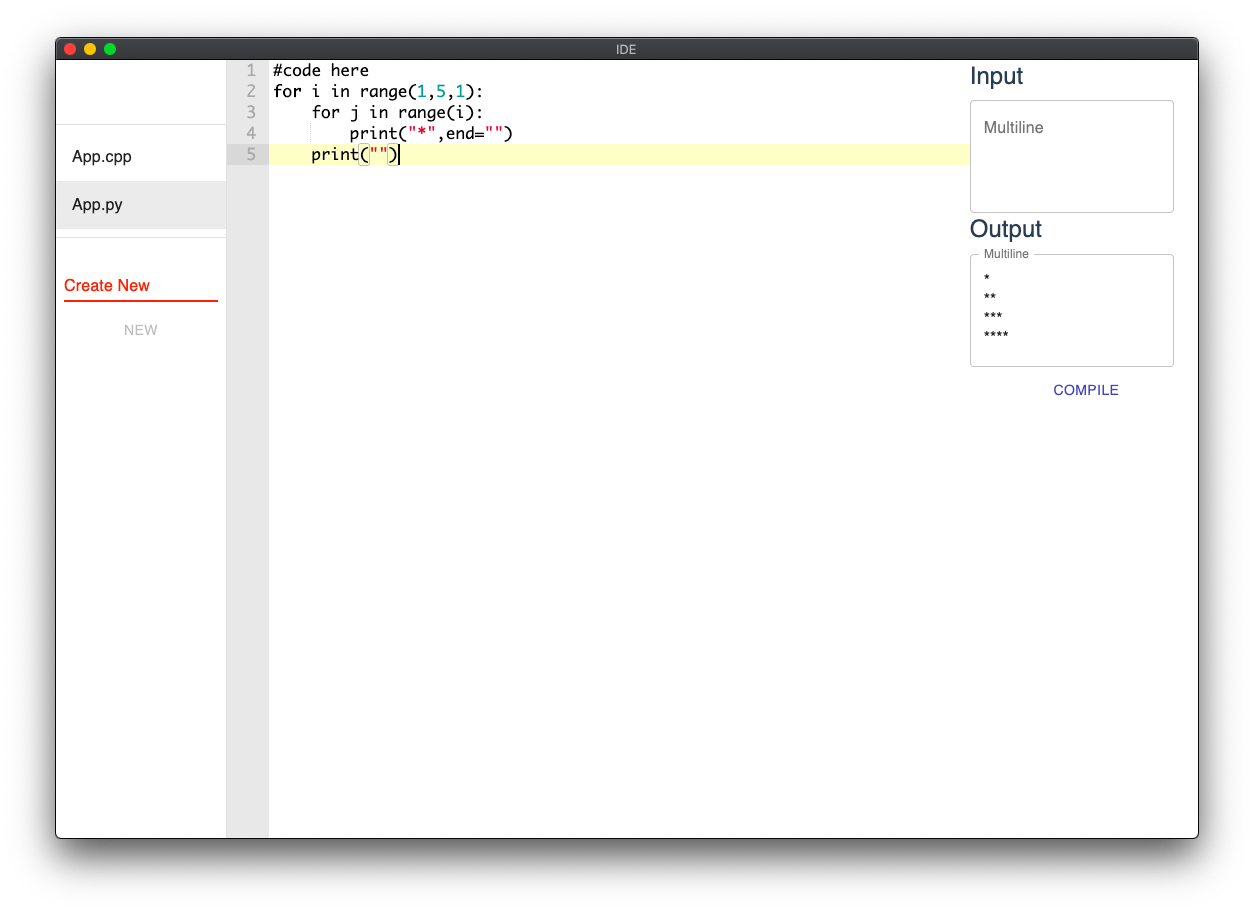 IDE
App.cpp
App.py
Create New
NEW
1 #code here
2 for i in range(1,5,1):
3     for j in range(i):
4         print("*",end="")
5     print("")
Input
Multiline
Output
Multiline
*
**
***
****
COMPILE